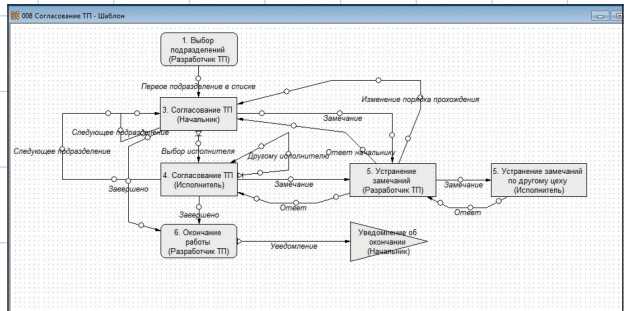 008 Согласование ТП - Шаблон
1. Выбор
подразделений
(Разработчик ТП)
Первое подразделение в списке
Изменение порядка прохождения
3. Согласование ТП
(Начальник)
Замечание
Следующее подразделение
Следующее подразделение
Выбор исполнителя
Другому исполнителю
Ответ начальнику
4. Согласование ТП
(Исполнитель)
Замечание
5. Устранение
замечаний
(Разработчик ТП)
Замечание
5. Устранение замечаний
по другому цеху
(Исполнитель)
Завершено
Ответ
Ответ
Завершено
6. Окончание
работы
(Разработчик ТП)
Уведомление
Уведомление об
окончании
(Начальник)